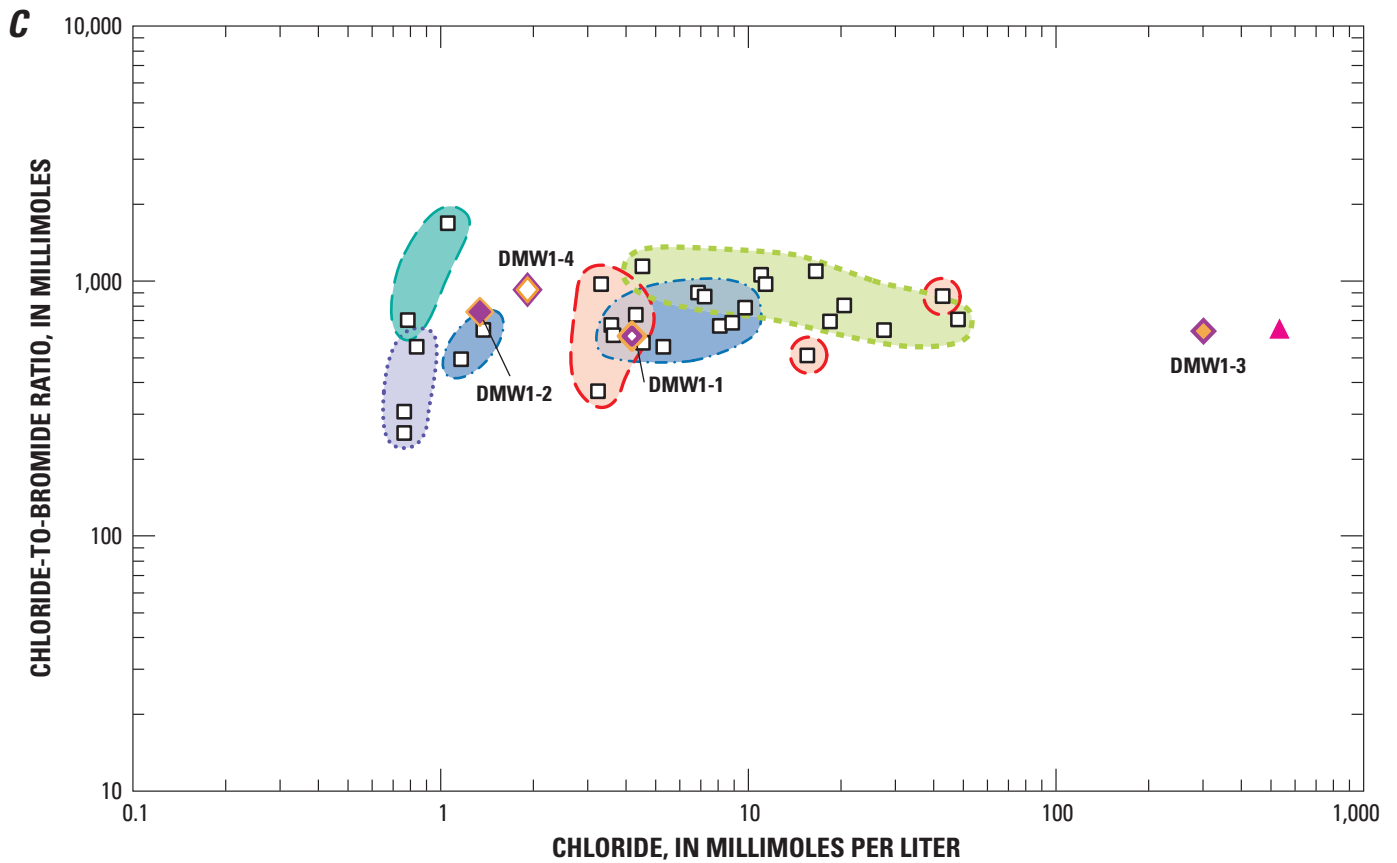 C
10,000
1,000
100
10
CHLORIDE-TO-BROMIDE RATIO, IN MILLIMOLES
DMW1-4
DMW1-2
DMW1-1
DMW1-3
0.1
1
10
100
1,000
CHLORIDE, IN MILLIMOLES PER LITER